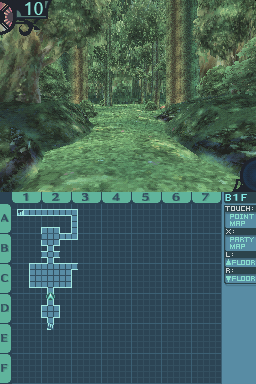 10'
1 2 3 4 5 6 7
B1F
TOUCH:
POINT
MAP
X:
PARTY
MAP
L:
▲FLOOR
R:
▼FLOOR
A
B
C
D
E
F